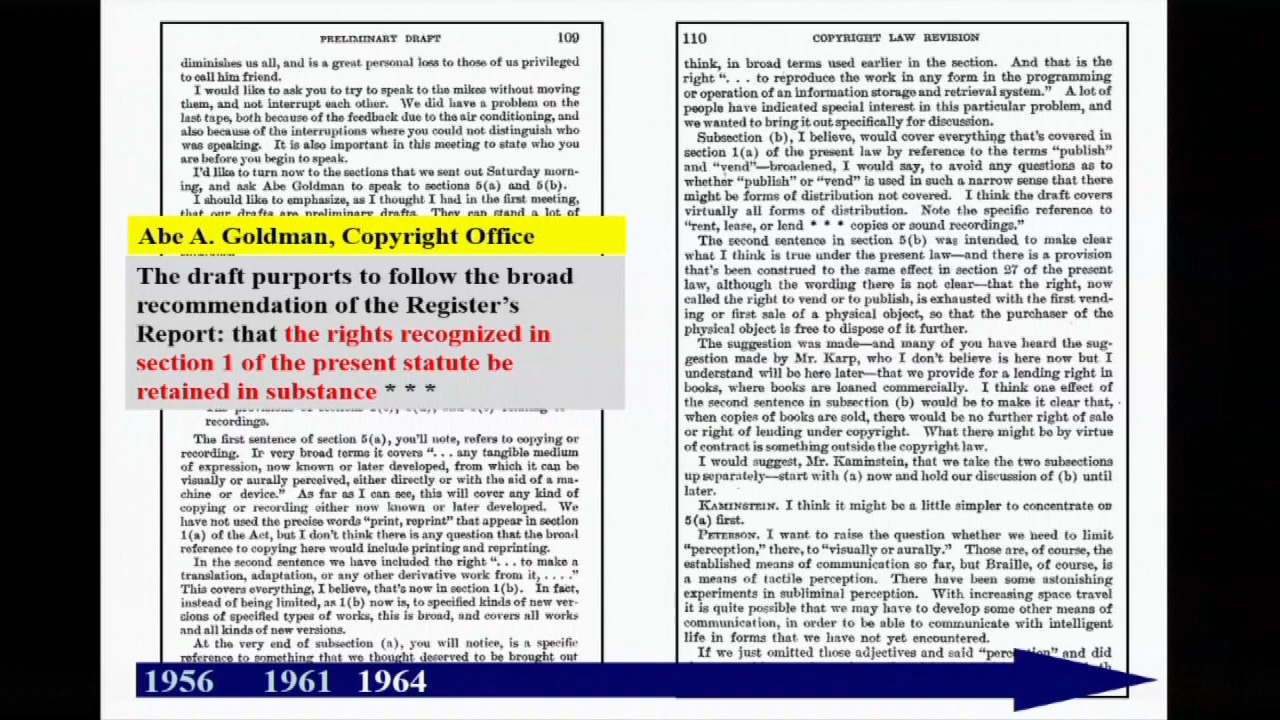 PRELIMINARY DRAFT 109
diminishes us all, and is a great personal loss to those of us privileged
to call him friend.
I would like to ask you to try to speak to the mikes without moving
them, and not interrupt each other. We did have a problem on the
last tape, both because of the feedback due to the air conditioning, and
also because of the interruptions where you could not distinguish who
was speaking. It is also important in this meeting to state who you
are before you begin to speak.
I'd like to turn now to the sections that we sent out Saturday morn-
ing, and ask Abe Goldman to speak to sections 5(a) and 5(b).
I should like to emphasize, as I thought I had in the first meeting,
that our drafts are preliminary drafts. They can stand a lot of
Abe A. Goldman, Copyright Office
The draft purports to follow the broad
recommendation of the Register's
Report: that the rights recognized in
section 1 of the present statute be
retained in substance * * *
recordings.
The first sentence of section 5(a), you'll note, refers to copying or
recording. In very broad terms it covers ". . . any tangible medium
of expression, now known or later developed, from which it can be
visually or aurally perceived, either directly or with the aid of a ma-
chine or device." As far as I can see, this will cover any kind of
copying or recording either now known or later developed. We
have not used the precise words "print, reprint" that appear in section
1(a) of the Act, but I don't think there is any question that the broad
reference to copying here would include printing and reprinting.
In the second sentence we have included the right ". . . to make a
translation, adaptation, or any other derivative work from it, . . . ."
This covers everything, I believe, that's now in section 1(b). In fact,
instead of being limited, as 1(b) now is, to specified kinds of new ver-
sions of specified types of works, this is broad, and covers all works
and all kinds of new versions.
At the very end of subsection (a), you will notice, is a specific
reference to something that we thought deserved to be brought out
110 COPYRIGHT LAW REVISION
think, in broad terms used earlier in the section. And that is the
right ". . . to reproduce the work in any form in the programming
or operation of an information storage and retrieval system." A lot of
people have indicated special interest in this particular problem, and
we wanted to bring it out specifically for discussion.
Subsection (b), I believe, would cover everything that's covered in
section 1(a) of the present law by reference to the terms "publish"
and "vend"—broadened, I would say, to avoid any questions as to
whether "publish" or "vend" is used in such a narrow sense that there
might be forms of distribution not covered. I think the draft covers
virtually all forms of distribution. Note the specific reference to
"rent, lease, or lend * * * copies or sound recordings."
The second sentence in section 5(b) was intended to make clear
what I think is true under the present law—and there is a provision
that's been construed to the same effect in section 27 of the present
law, although the wording there is not clear—that the right, now
called the right to vend or to publish, is exhausted with the first vend-
ing or first sale of a physical object, so that the purchaser of the
physical object is free to dispose of it further.
The suggestion was made—and many of you have heard the sug-
gestion made by Mr. Karp, who I don't believe is here now but I
understand will be here later—that we provide for a lending right in
books, where books are loaned commercially. I think one effect of
the second sentence in subsection (b) would be to make it clear that,
when copies of books are sold, there would be no further right of sale
or right of lending under copyright. What there might be by virtue
of contract is something outside the copyright law.
I would suggest, Mr. Kaminstein, that we take the two subsections
up separately—start with (a) now and hold our discussion of (b) until
later.
KAMINSTEIN. I think it might be a little simpler to concentrate on
5(a) first.
PETERSON. I want to raise the question whether we need to limit
"perception," there, to "visually or aurally." Those are, of course, the
established means of communication so far, but Braille, of course, is
a means of tactile perception. There have been some astonishing
experiments in subliminal perception. With increasing space travel
it is quite possible that we may have to develop some other means of
communication, in order to be able to communicate with intelligent
life in forms that we have not yet encountered.
If we just omitted those adjectives and said "perception" and did
1956 1961 1964